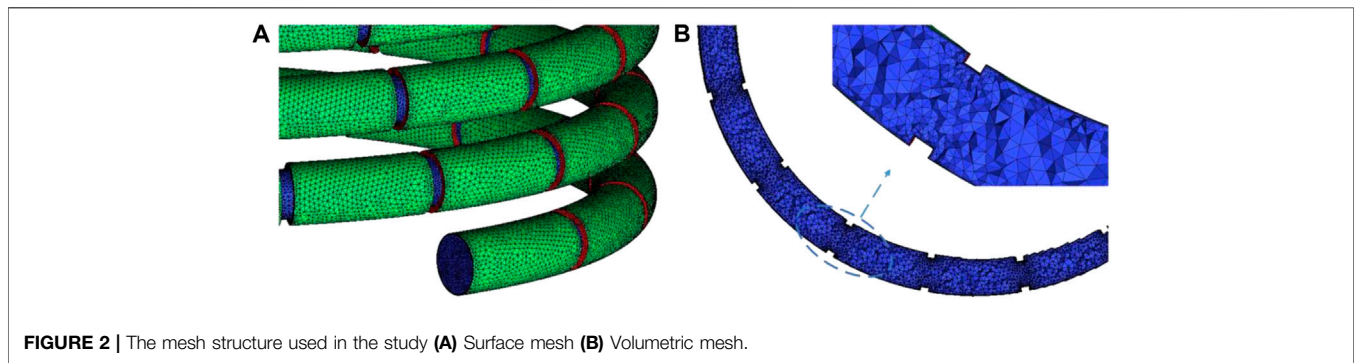 A
B
FIGURE 2 | The mesh structure used in the study (A) Surface mesh (B) Volumetric mesh.